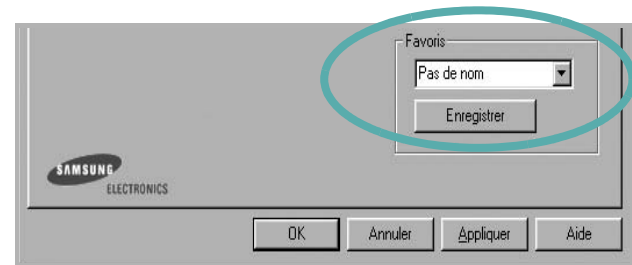 Favoris
Pas de nom
Enregistrer
SAMSUNG
ELECTRONICS
OK Annuler Appliquer Aide